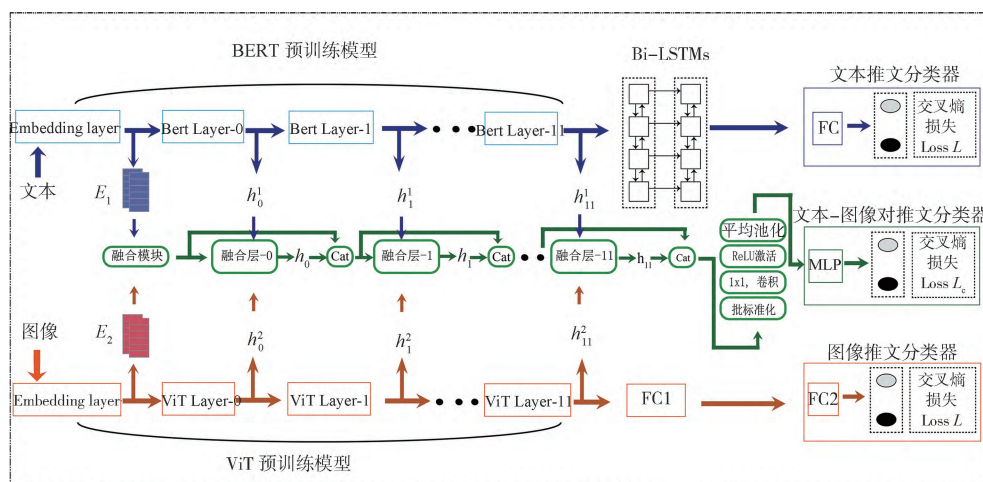 BERT 预训练模型
Bi-LSTMs
文本推文分类器
Embedding layer
Bert Layer-0
Bert Layer-1
Bert Layer-11
FC
交叉熵
损失
Loss L
文本
E₁
h₀¹
h₁¹
h₁₁¹
文本-图像对推文分类器
融合模块
融合层-0
h₀
Cat
融合层-1
h₁
Cat
融合层-11
h₁₁
Cat
平均池化
ReLU激活
1x1, 卷积
批标准化
MLP
交叉熵
损失
Loss L꜀
图像
E₂
h₀²
h₁²
h₁₁²
图像推文分类器
Embedding layer
ViT Layer-0
ViT Layer-1
ViT Layer-11
FC1
FC2
交叉熵
损失
Loss L
ViT 预训练模型